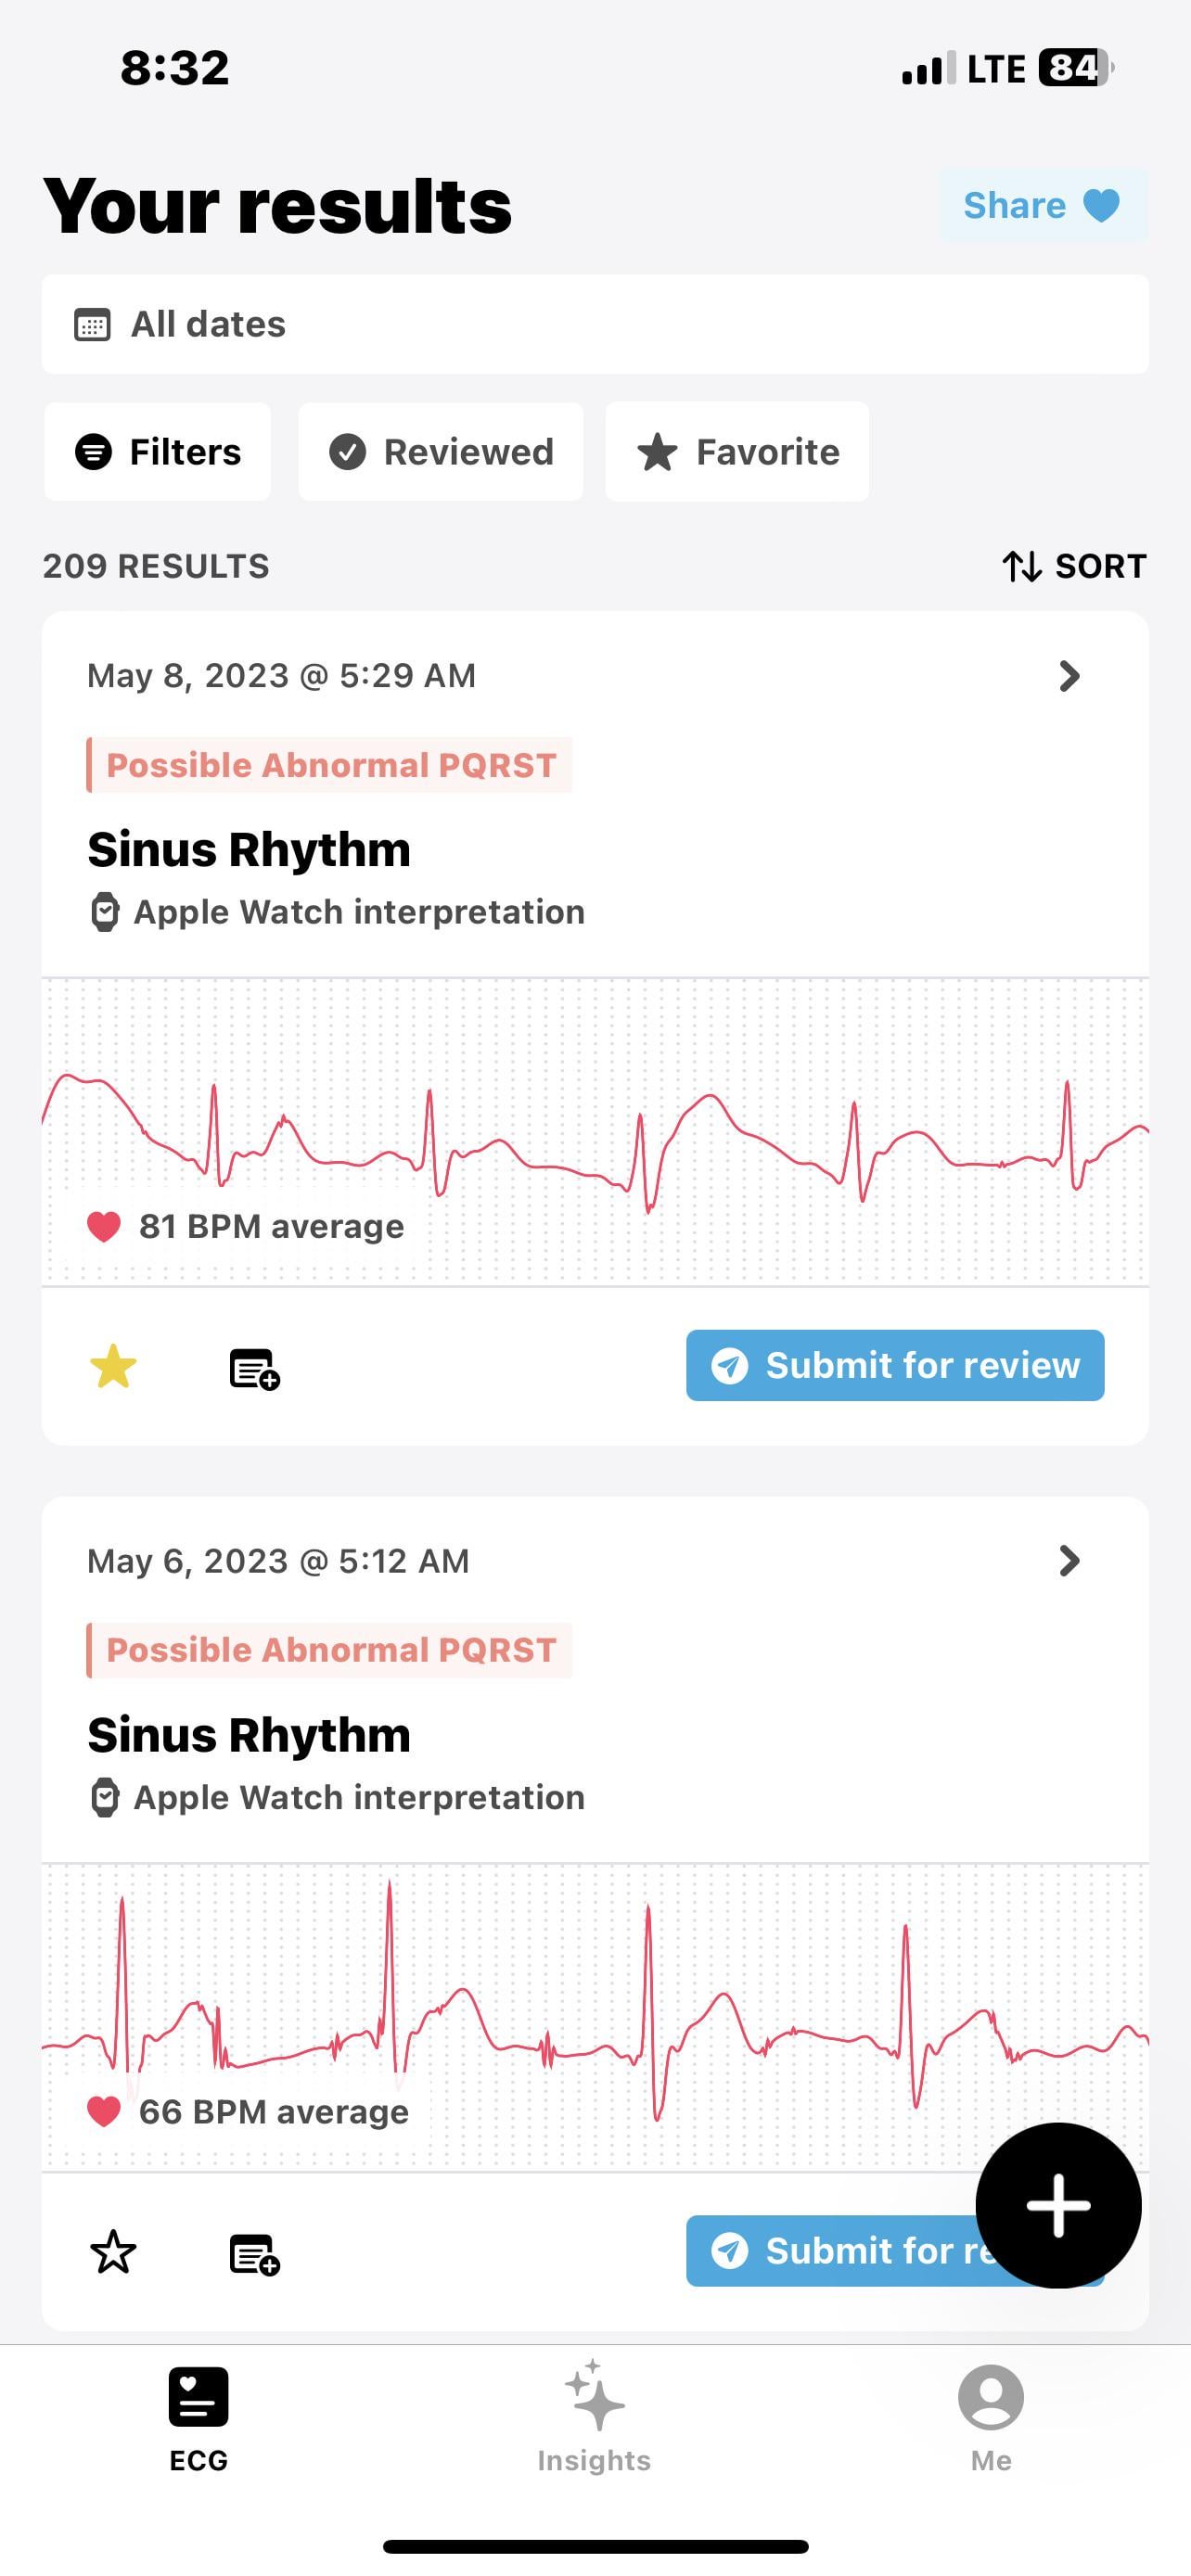 8:32
LTE 84
Your results
Share
All dates
Filters
Reviewed
Favorite
209 RESULTS
SORT
May 8, 2023 @ 5:29 AM
Possible Abnormal PQRST
Sinus Rhythm
Apple Watch interpretation
81 BPM average
Submit for review
May 6, 2023 @ 5:12 AM
Possible Abnormal PQRST
Sinus Rhythm
Apple Watch interpretation
66 BPM average
Submit for re
ECG
Insights
Me